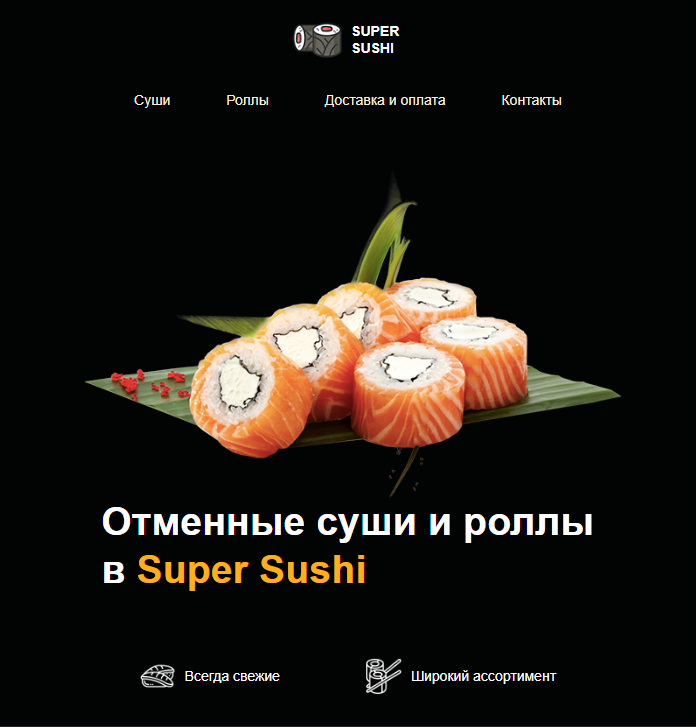 SUPER
SUSHI
Суши Роллы Доставка и оплата Контакты
Отменные суши и роллы
в Super Sushi
Всегда свежие Широкий ассортимент